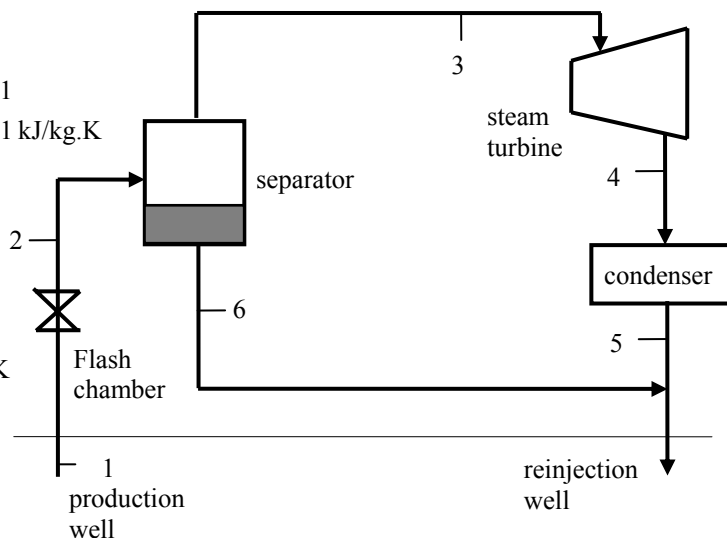 1
1 kJ/kg.K
K
3
steam
turbine
separator
4
2
condenser
6
5
Flash
chamber
1
production
well
reinjection
well